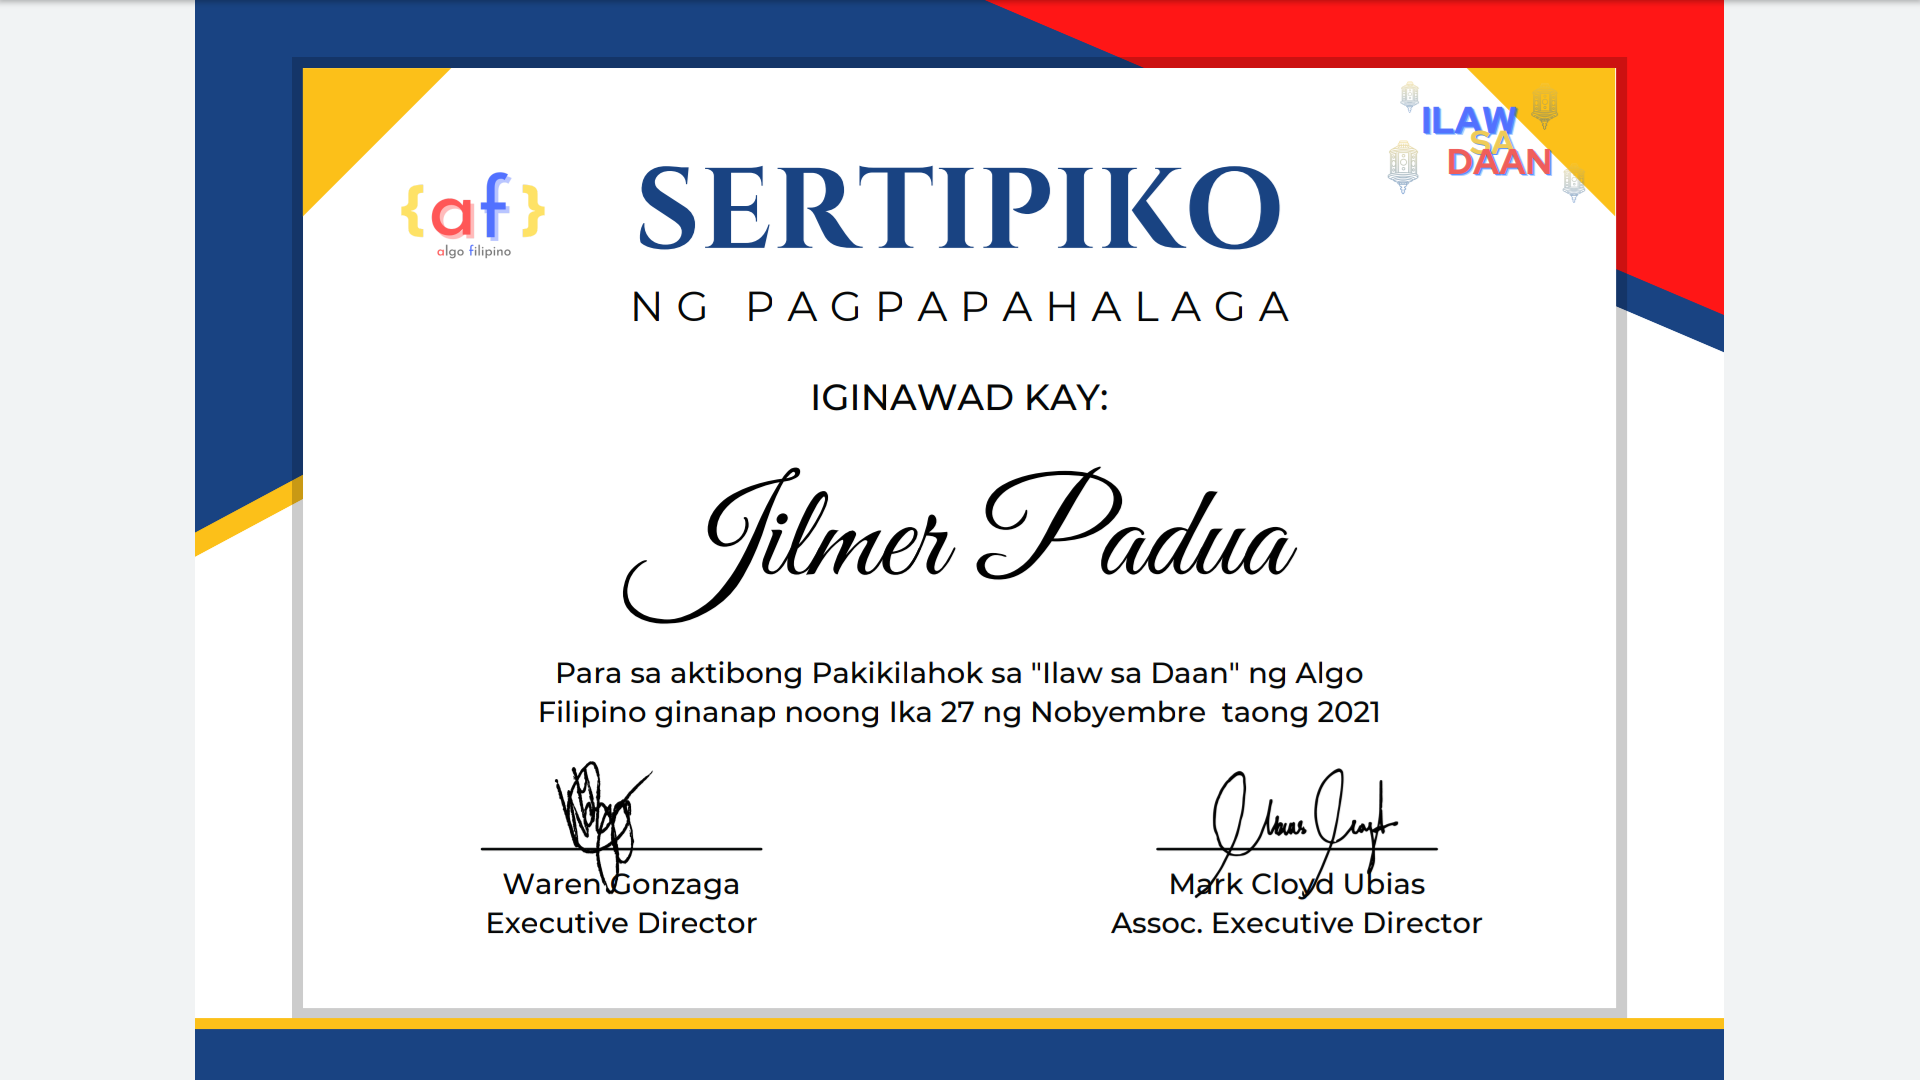 ILAW
SA
DAAN
{af}
algo filipino
SERTIPIKO
NG PAGPAPAHALAGA
IGINAWAD KAY:
Jilmer Padua
Para sa aktibong Pakikilahok sa "Ilaw sa Daan" ng Algo
Filipino ginanap noong Ika 27 ng Nobyembre taong 2021
Waren Gonzaga
Executive Director
Mark Cloyd Ubias
Assoc. Executive Director